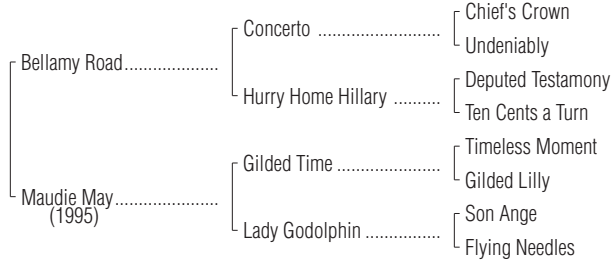 Chief's Crown
Concerto ..........................
Undeniably
Bellamy Road....................
Deputed Testamony
Hurry Home Hillary ..........
Ten Cents a Turn
Timeless Moment
Gilded Time ......................
Gilded Lilly
Maudie May......................
(1995)
Son Ange
Lady Godolphin ................
Flying Needles